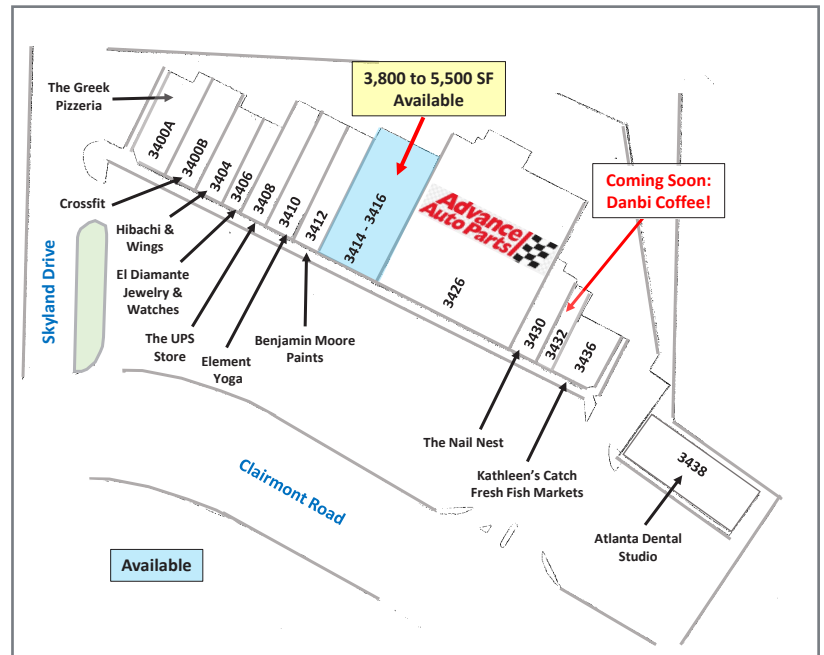 3,800 to 5,500 SF
Available
The Greek
Pizzeria
3400A
3400B
3404
3406
3408
3410
3412
3414 - 3416
Advance
Auto Parts
3426
Coming Soon:
Danbi Coffee!
3430
3432
3436
3438
Crossfit
Hibachi &
Wings
El Diamante
Jewelry &
Watches
The UPS
Store
Element
Yoga
Benjamin Moore
Paints
The Nail Nest
Kathleen's Catch
Fresh Fish Markets
Atlanta Dental
Studio
Skyland Drive
Clairmont Road
Available